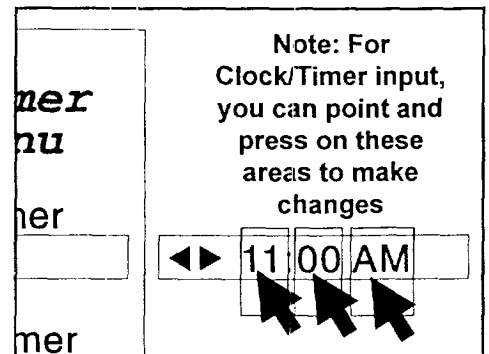 Note: For
Clock/Timer input,
you can point and
press on these
areas to make
changes
mer
nu
ner
◄► 11:00 AM
mer